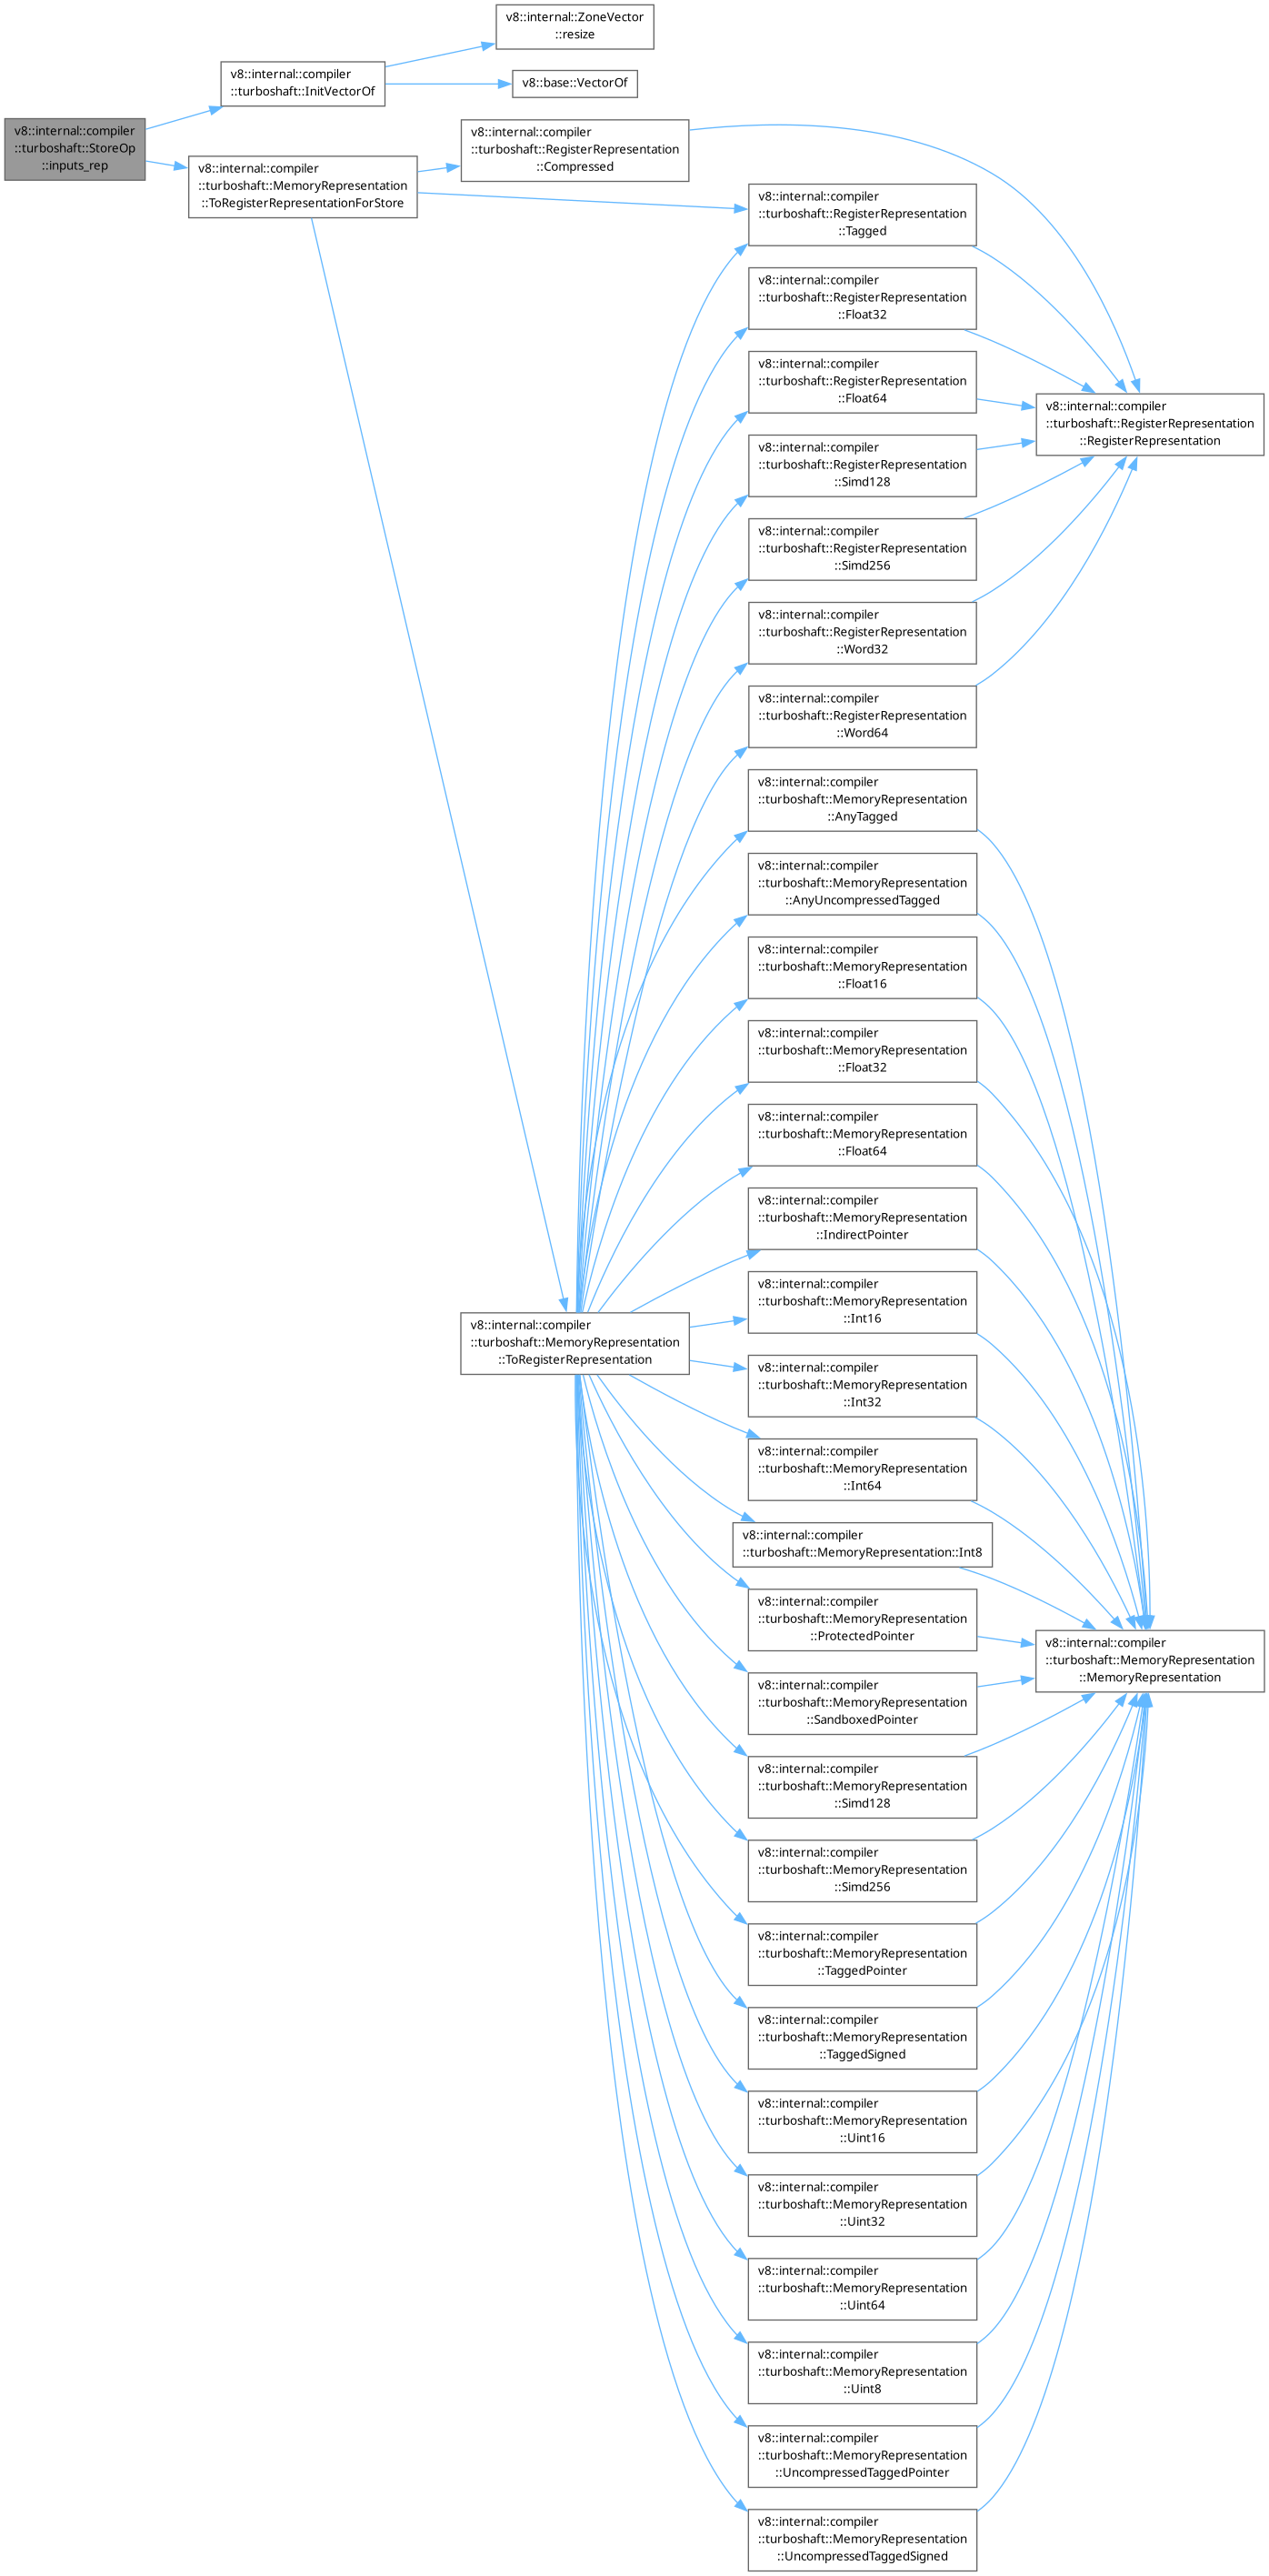 v8::internal::ZoneVector
::resize
v8::internal::compiler
::turboshaft::InitVectorOf
v8::base::VectorOf
v8::internal::compiler
::turboshaft::StoreOp
::inputs_rep
v8::internal::compiler
::turboshaft::RegisterRepresentation
::Compressed
v8::internal::compiler
::turboshaft::MemoryRepresentation
::ToRegisterRepresentationForStore
v8::internal::compiler
::turboshaft::RegisterRepresentation
::Tagged
v8::internal::compiler
::turboshaft::RegisterRepresentation
::Float32
v8::internal::compiler
::turboshaft::RegisterRepresentation
::Float64
v8::internal::compiler
::turboshaft::RegisterRepresentation
::RegisterRepresentation
v8::internal::compiler
::turboshaft::RegisterRepresentation
::Simd128
v8::internal::compiler
::turboshaft::RegisterRepresentation
::Simd256
v8::internal::compiler
::turboshaft::RegisterRepresentation
::Word32
v8::internal::compiler
::turboshaft::RegisterRepresentation
::Word64
v8::internal::compiler
::turboshaft::MemoryRepresentation
::AnyTagged
v8::internal::compiler
::turboshaft::MemoryRepresentation
::AnyUncompressedTagged
v8::internal::compiler
::turboshaft::MemoryRepresentation
::Float16
v8::internal::compiler
::turboshaft::MemoryRepresentation
::Float32
v8::internal::compiler
::turboshaft::MemoryRepresentation
::Float64
v8::internal::compiler
::turboshaft::MemoryRepresentation
::IndirectPointer
v8::internal::compiler
::turboshaft::MemoryRepresentation
::Int16
v8::internal::compiler
::turboshaft::MemoryRepresentation
::ToRegisterRepresentation
v8::internal::compiler
::turboshaft::MemoryRepresentation
::Int32
v8::internal::compiler
::turboshaft::MemoryRepresentation
::Int64
v8::internal::compiler
::turboshaft::MemoryRepresentation::Int8
v8::internal::compiler
::turboshaft::MemoryRepresentation
::ProtectedPointer
v8::internal::compiler
::turboshaft::MemoryRepresentation
::MemoryRepresentation
v8::internal::compiler
::turboshaft::MemoryRepresentation
::SandboxedPointer
v8::internal::compiler
::turboshaft::MemoryRepresentation
::Simd128
v8::internal::compiler
::turboshaft::MemoryRepresentation
::Simd256
v8::internal::compiler
::turboshaft::MemoryRepresentation
::TaggedPointer
v8::internal::compiler
::turboshaft::MemoryRepresentation
::TaggedSigned
v8::internal::compiler
::turboshaft::MemoryRepresentation
::Uint16
v8::internal::compiler
::turboshaft::MemoryRepresentation
::Uint32
v8::internal::compiler
::turboshaft::MemoryRepresentation
::Uint64
v8::internal::compiler
::turboshaft::MemoryRepresentation
::Uint8
v8::internal::compiler
::turboshaft::MemoryRepresentation
::UncompressedTaggedPointer
v8::internal::compiler
::turboshaft::MemoryRepresentation
::UncompressedTaggedSigned